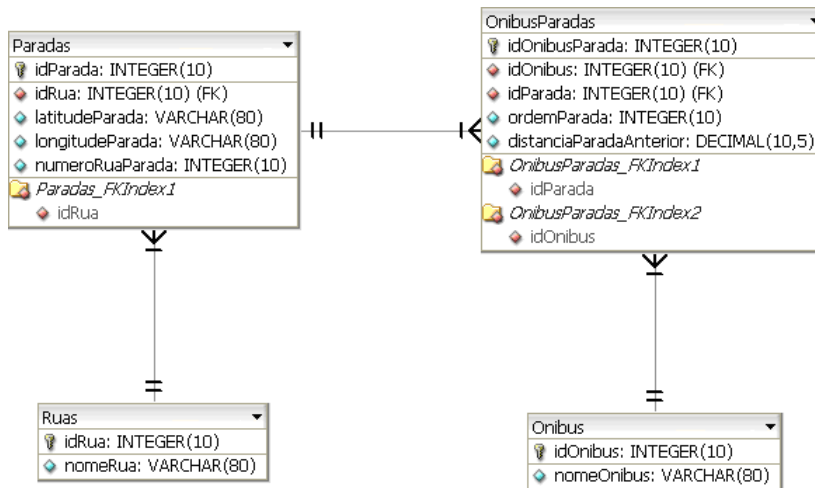 Paradas
idParada: INTEGER(10)
idRua: INTEGER(10) (FK)
latitudeParada: VARCHAR(80)
longitudeParada: VARCHAR(80)
numeroRuaParada: INTEGER(10)
Paradas_FKIndex1
idRua
OnibusParadas
idOnibusParada: INTEGER(10)
idOnibus: INTEGER(10) (FK)
idParada: INTEGER(10) (FK)
ordemParada: INTEGER(10)
distanciaParadaAnterior: DECIMAL(10,5)
OnibusParadas_FKIndex1
idParada
OnibusParadas_FKIndex2
idOnibus
Ruas
idRua: INTEGER(10)
nomeRua: VARCHAR(80)
Onibus
idOnibus: INTEGER(10)
nomeOnibus: VARCHAR(80)